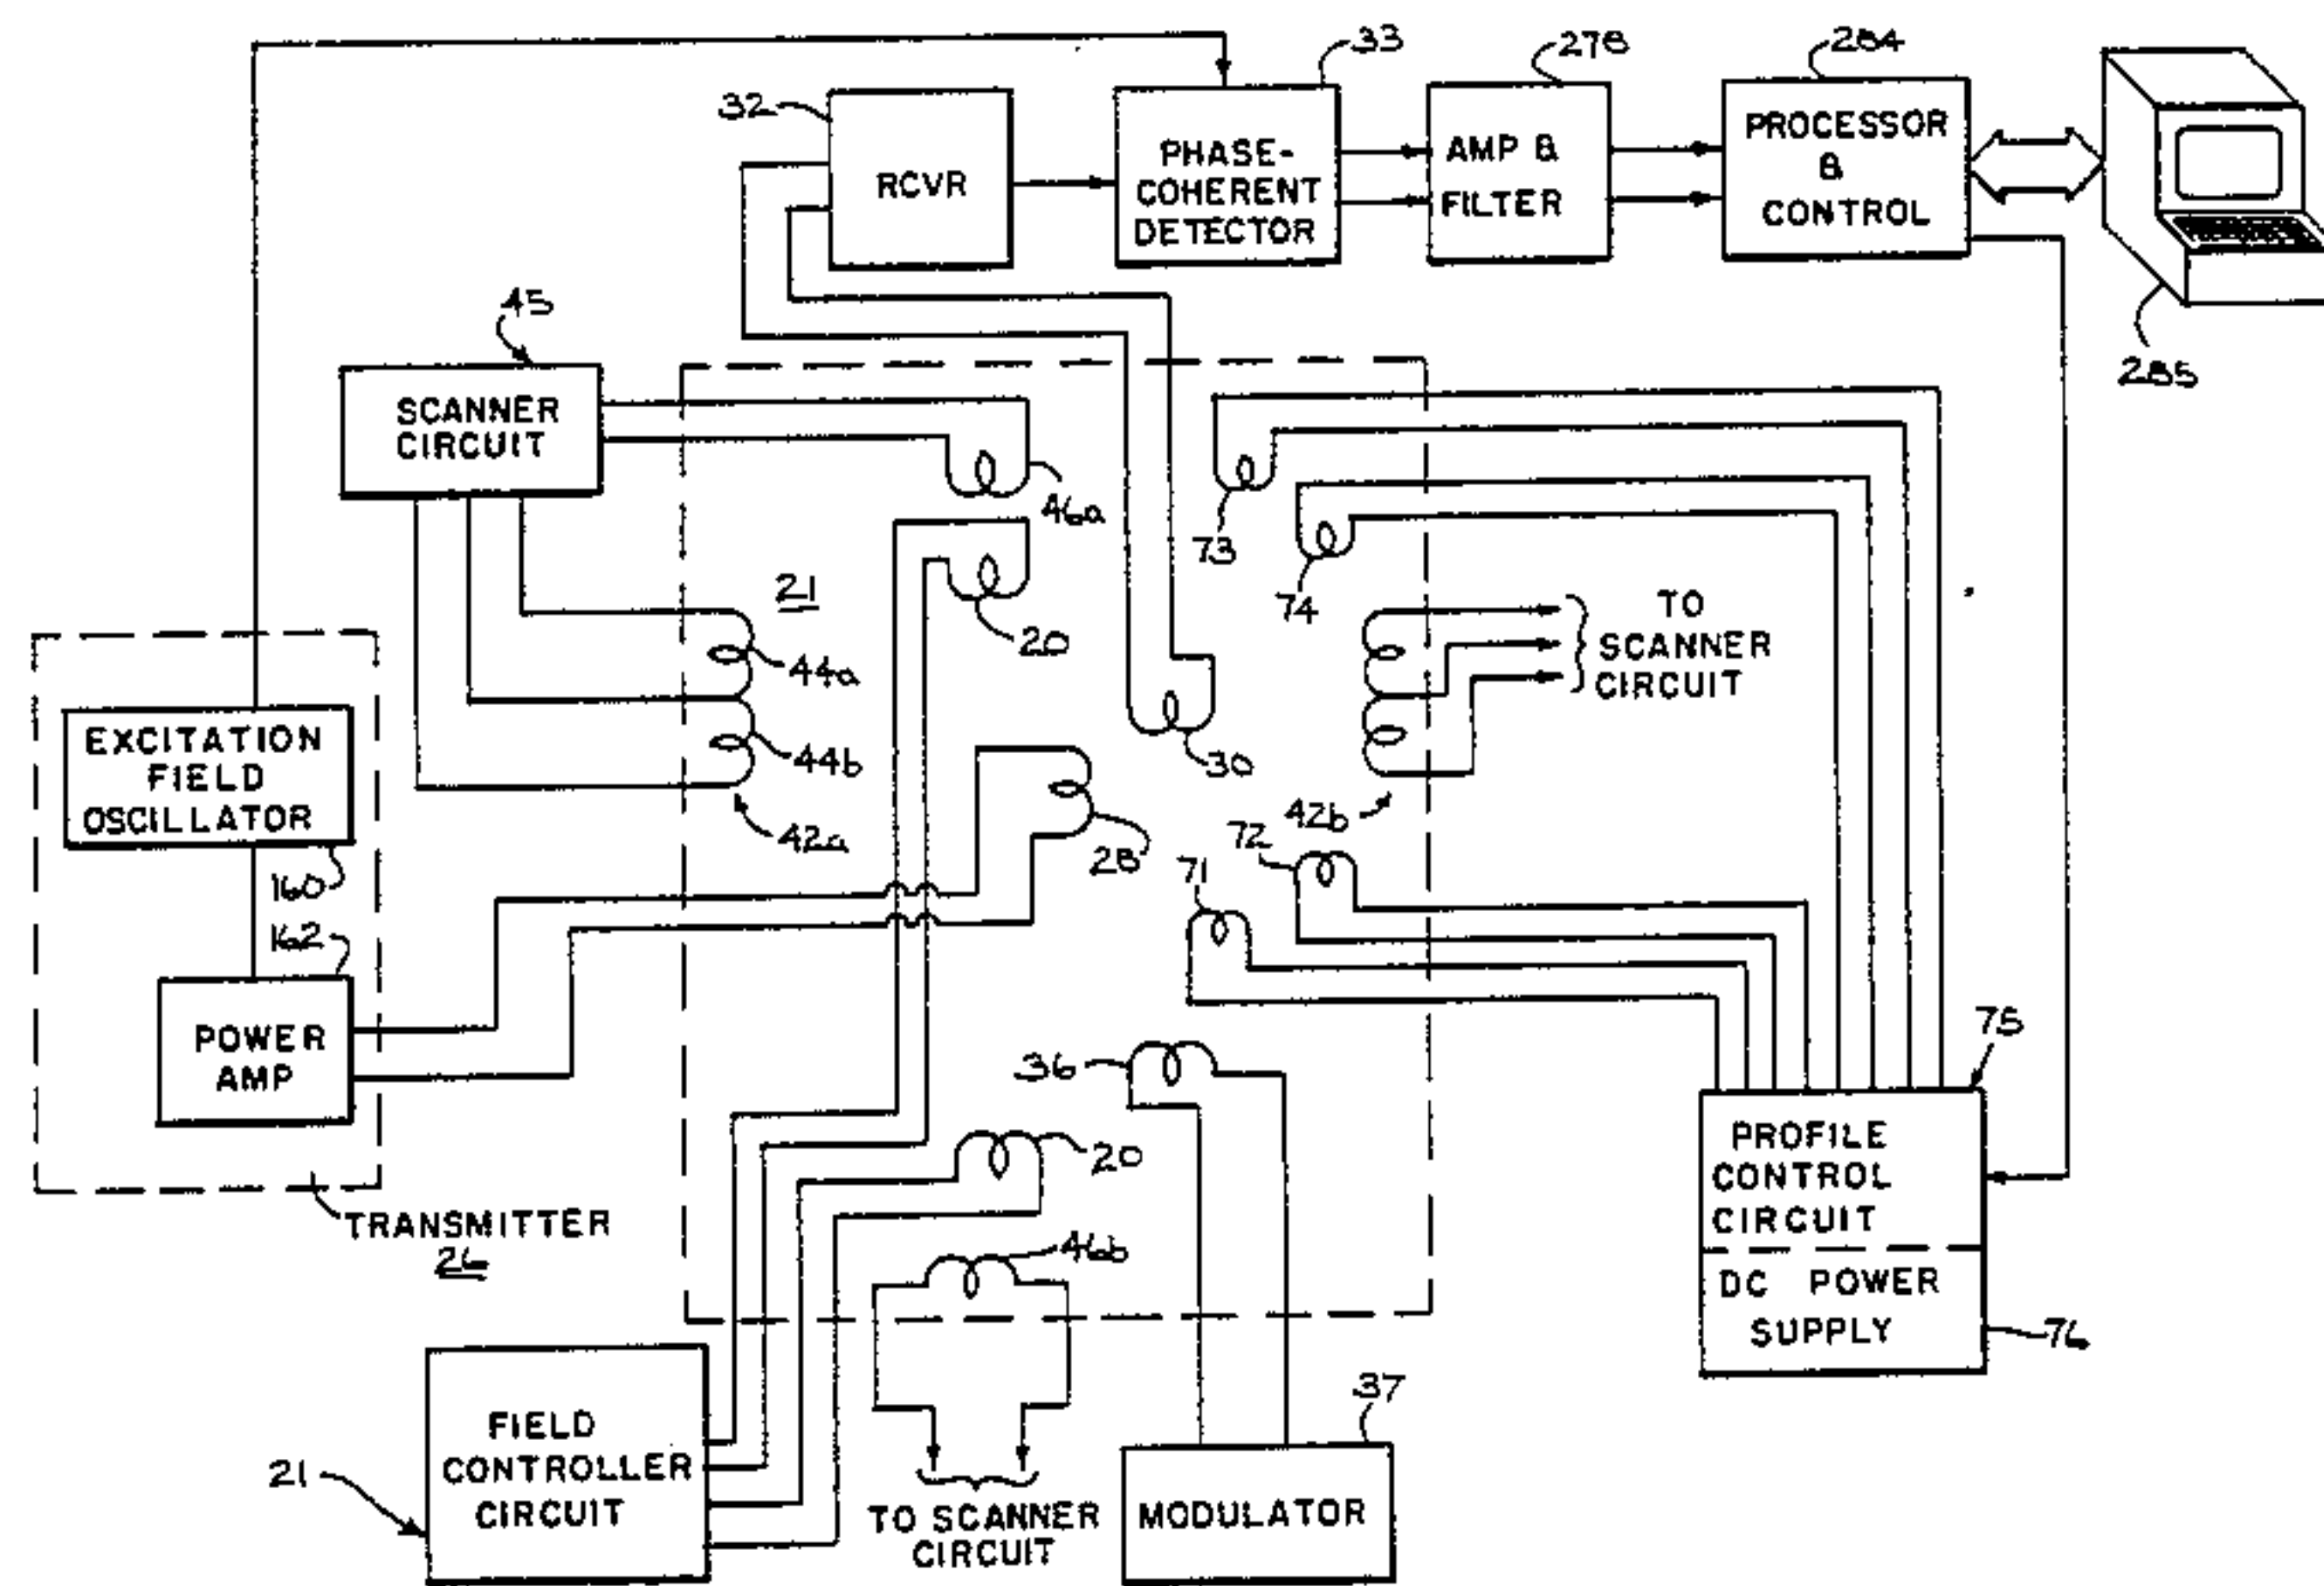 33
278
284
32
RCVR
PHASE-
COHERENT
DETECTOR
AMP &
FILTER
PROCESSOR
&
CONTROL
285
45
SCANNER
CIRCUIT
46a
73
74
21
20
44a
44b
42a
30
28
42b
TO
SCANNER
CIRCUIT
EXCITATION
FIELD
OSCILLATOR
160
162
POWER
AMP
TRANSMITTER
26
72
71
36
20
46b
75
PROFILE
CONTROL
CIRCUIT
DC POWER
SUPPLY
76
37
21
FIELD
CONTROLLER
CIRCUIT
TO SCANNER
CIRCUIT
MODULATOR